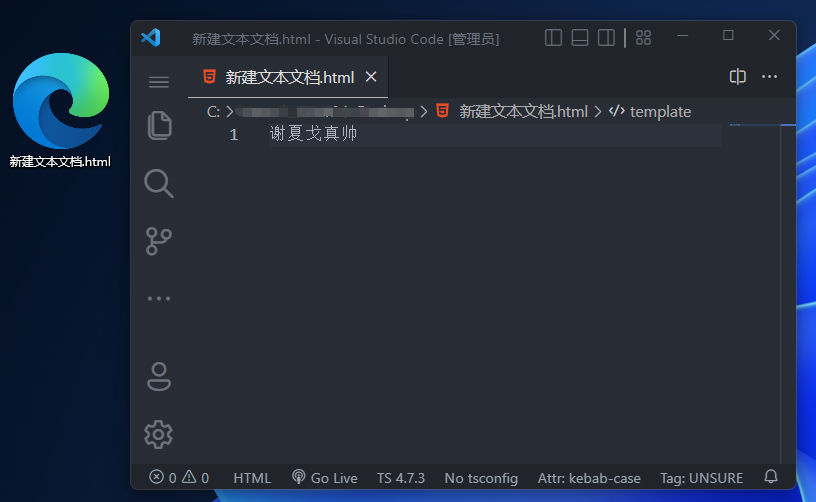 新建文本文档.html - Visual Studio Code [管理员]
新建文本文档.html
新建文本文档.html
C: > > 新建文本文档.html > </> template
1 谢夏戈真帅
0 0 HTML Go Live TS 4.7.3 No tsconfig Attr: kebab-case Tag: UNSURE